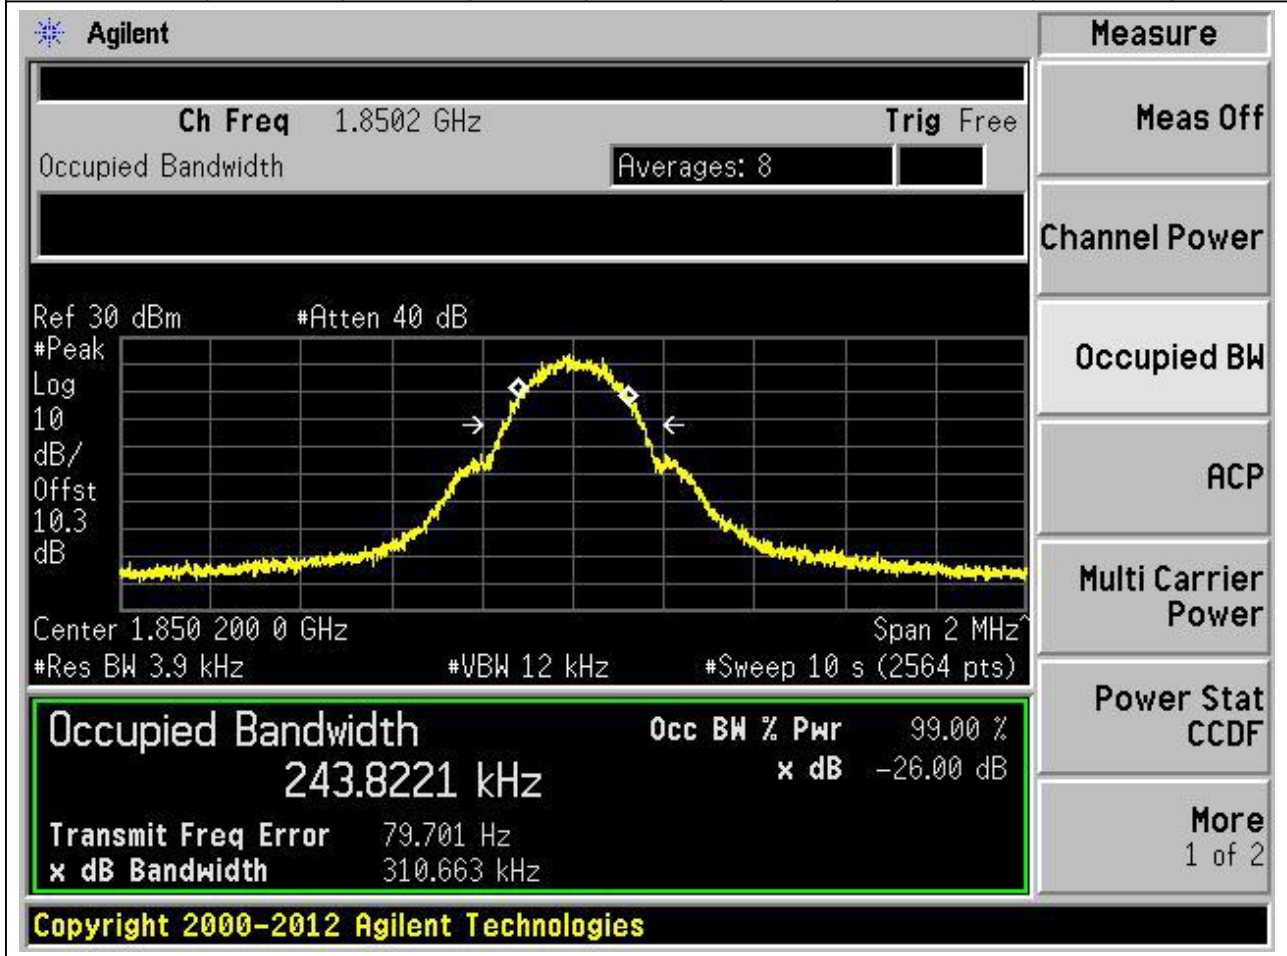 Agilent
Measure
Ch Freq 1.8502 GHz Trig Free
Meas Off
Occupied Bandwidth Averages: 8
Channel Power
Ref 30 dBm #Atten 40 dB
#Peak
Log
10
dB/
Offst
10.3
dB
Occupied BW
ACP
Center 1.850 200 0 GHz Span 2 MHz^
#Res BW 3.9 kHz #VBW 12 kHz #Sweep 10 s (2564 pts)
Multi Carrier
Power
Occupied Bandwidth Occ BW % Pwr 99.00 %
243.8221 kHz x dB -26.00 dB
Transmit Freq Error 79.701 Hz
x dB Bandwidth 310.663 kHz
Power Stat
CCDF
More
1 of 2
Copyright 2000-2012 Agilent Technologies